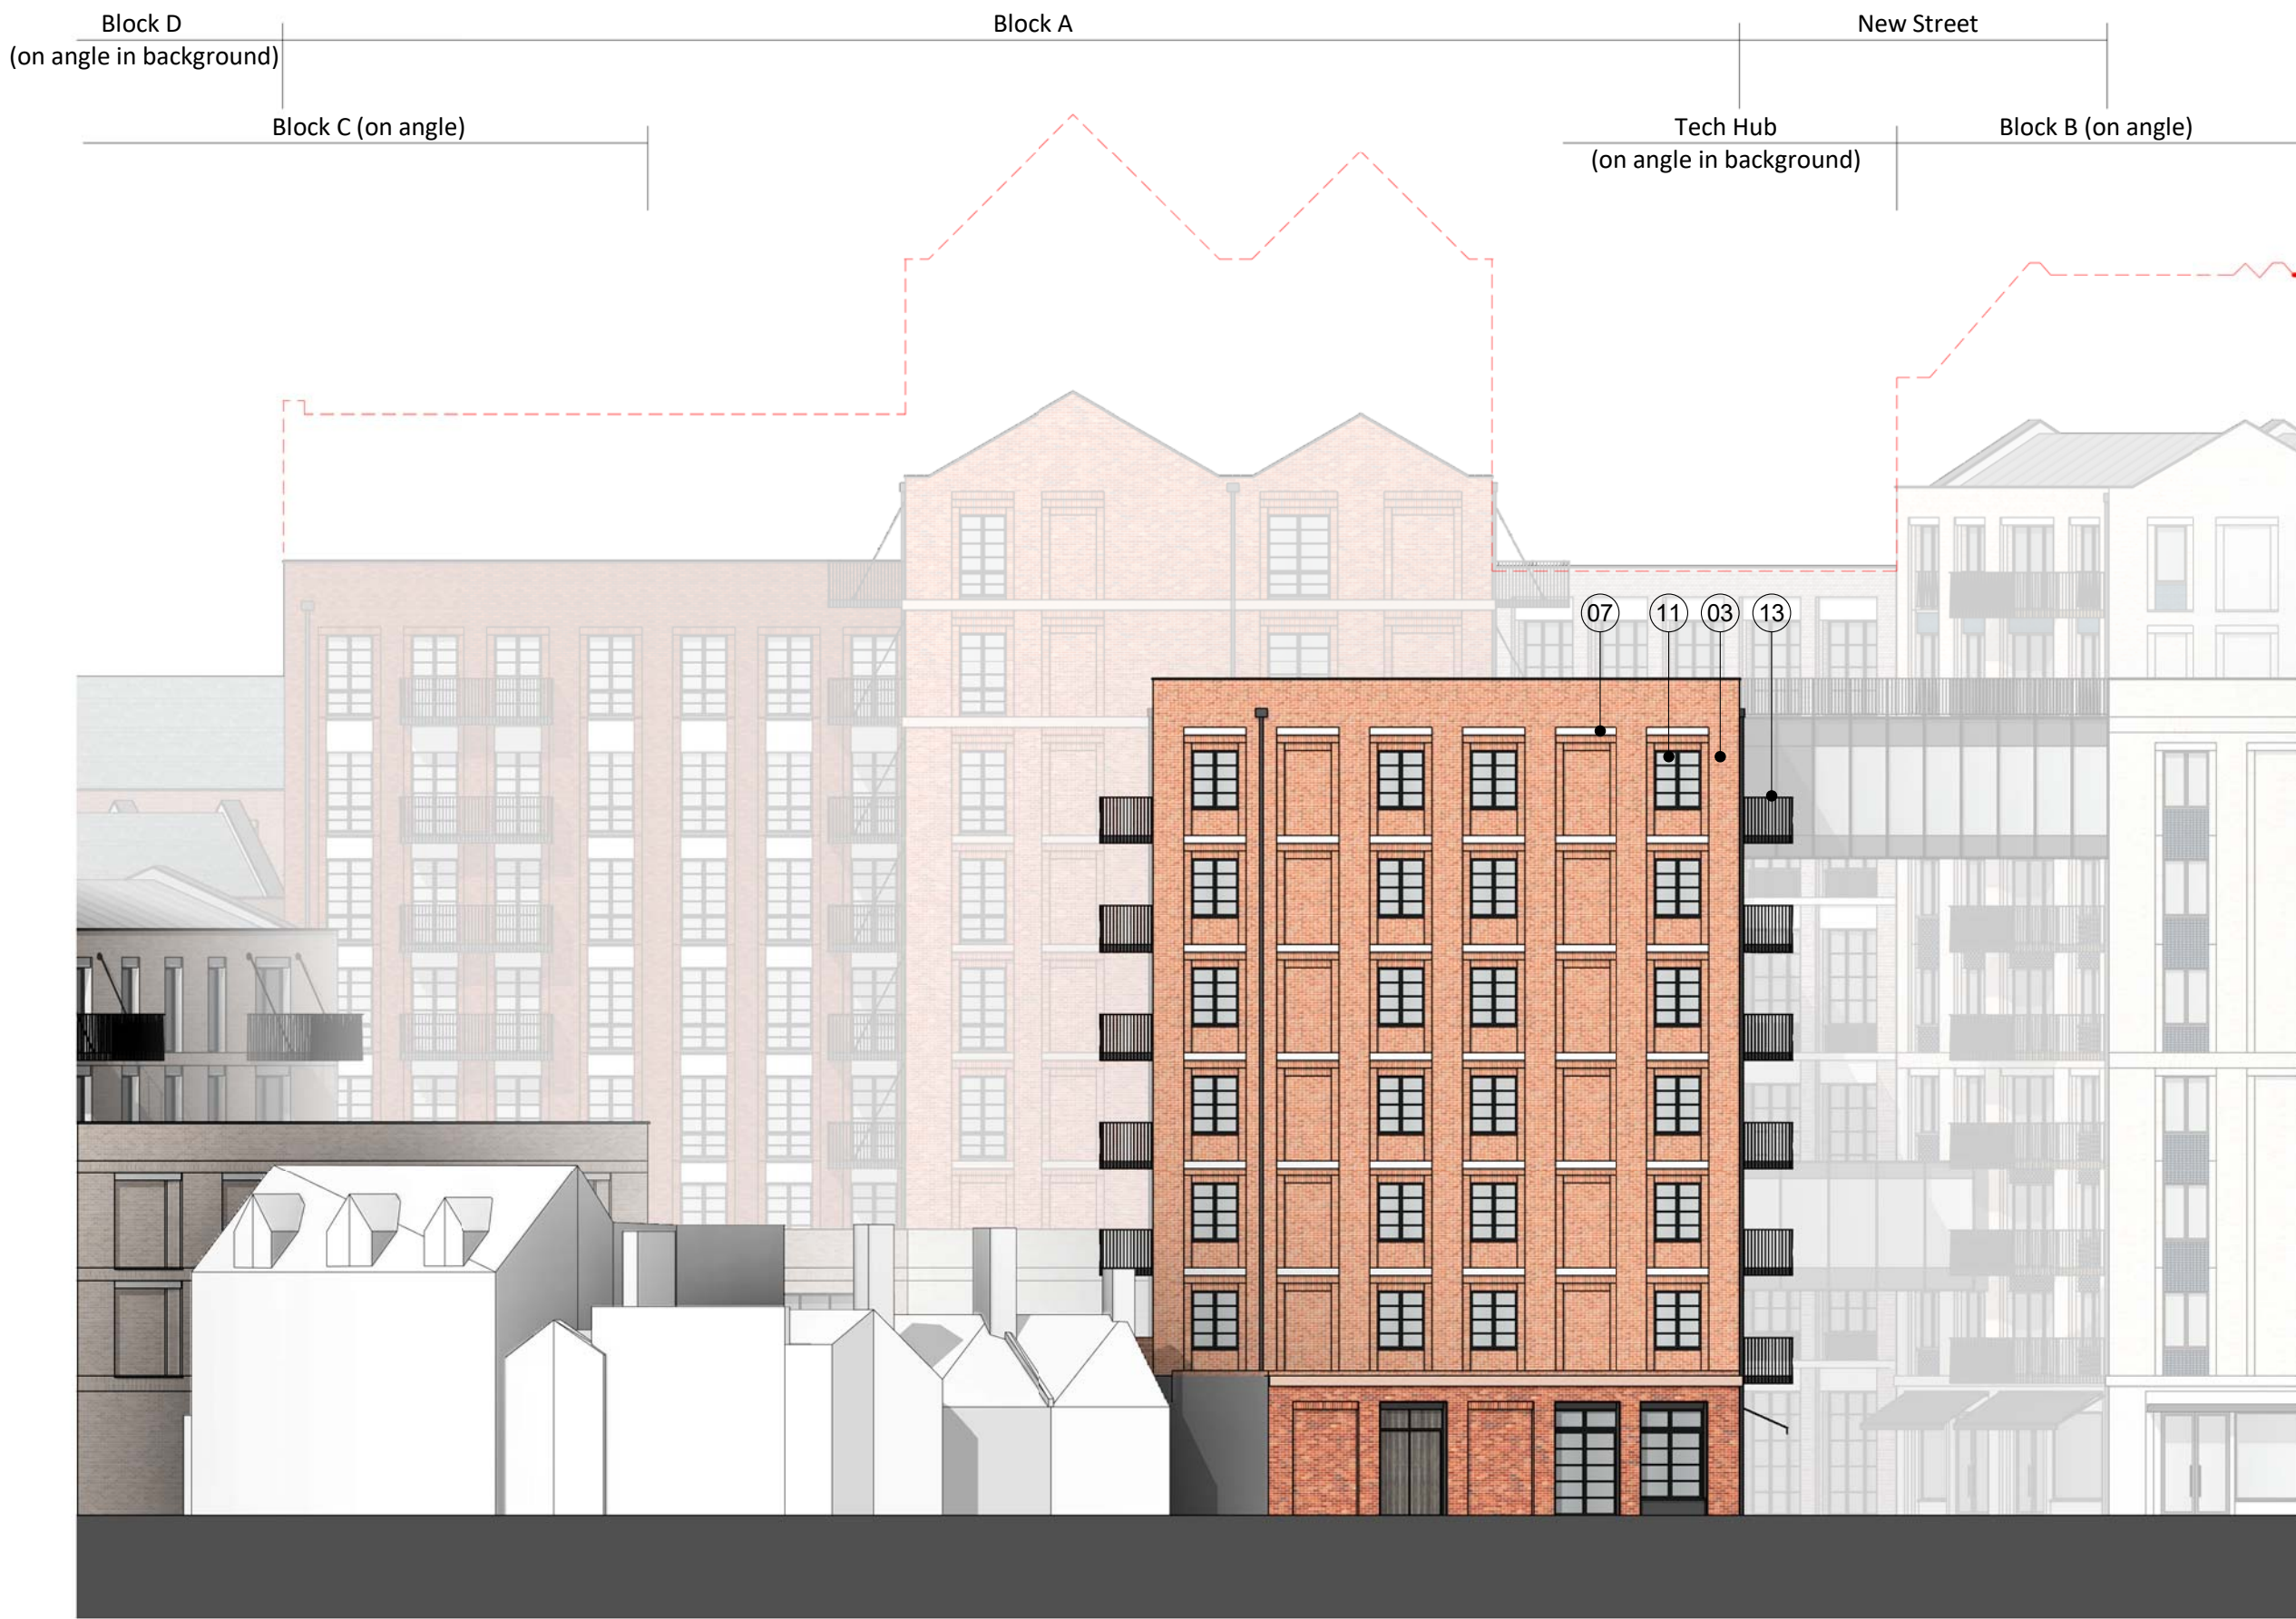 Block D
(on angle in background)
Block A
New Street
Block C (on angle)
Tech Hub
(on angle in background)
Block B (on angle)
07
11
03
13